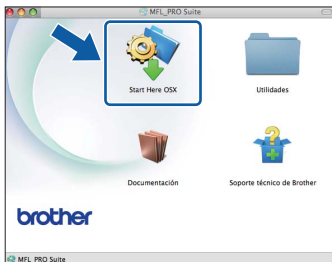 MFL_PRO Suite
Start Here OSX
Utilidades
Documentación
Soporte técnico de Brother
brother
MFL_PRO Suite